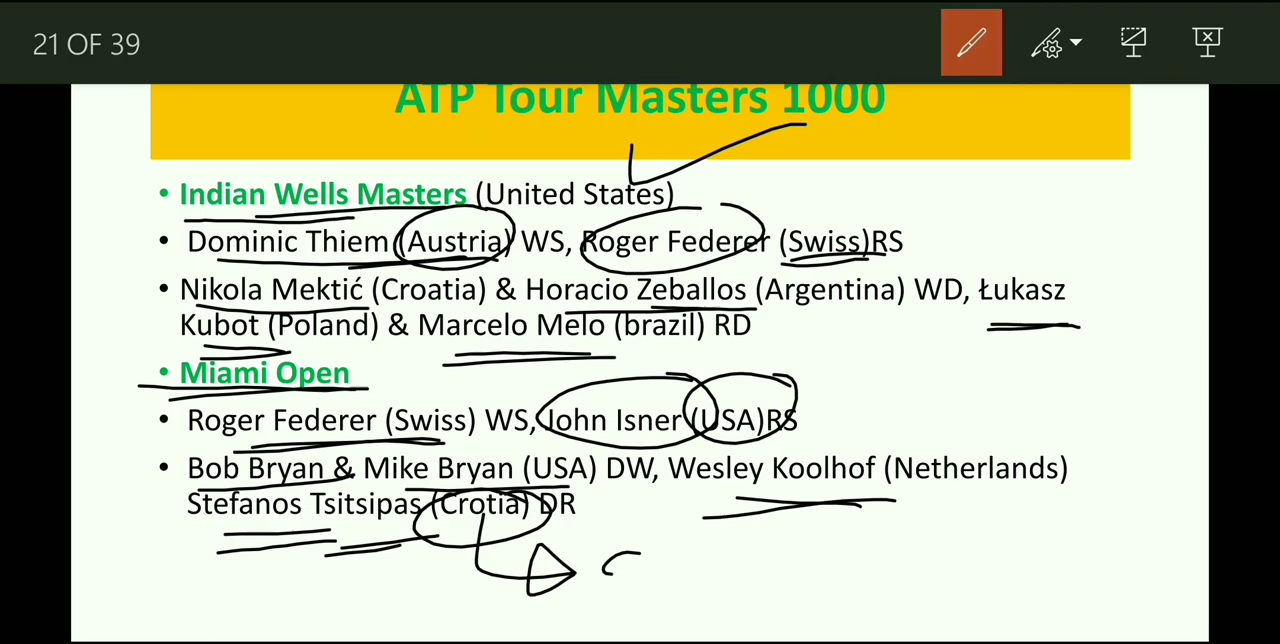 21 OF 39
ATP Tour Masters 1000
• Indian Wells Masters (United States)
• Dominic Thiem (Austria) WS, Roger Federer (Swiss)RS
• Nikola Mektić (Croatia) & Horacio Zeballos (Argentina) WD, Łukasz
Kubot (Poland) & Marcelo Melo (brazil) RD
• Miami Open
• Roger Federer (Swiss) WS, John Isner (USA)RS
• Bob Bryan & Mike Bryan (USA) DW, Wesley Koolhof (Netherlands)
Stefanos Tsitsipas (Crotia) DR